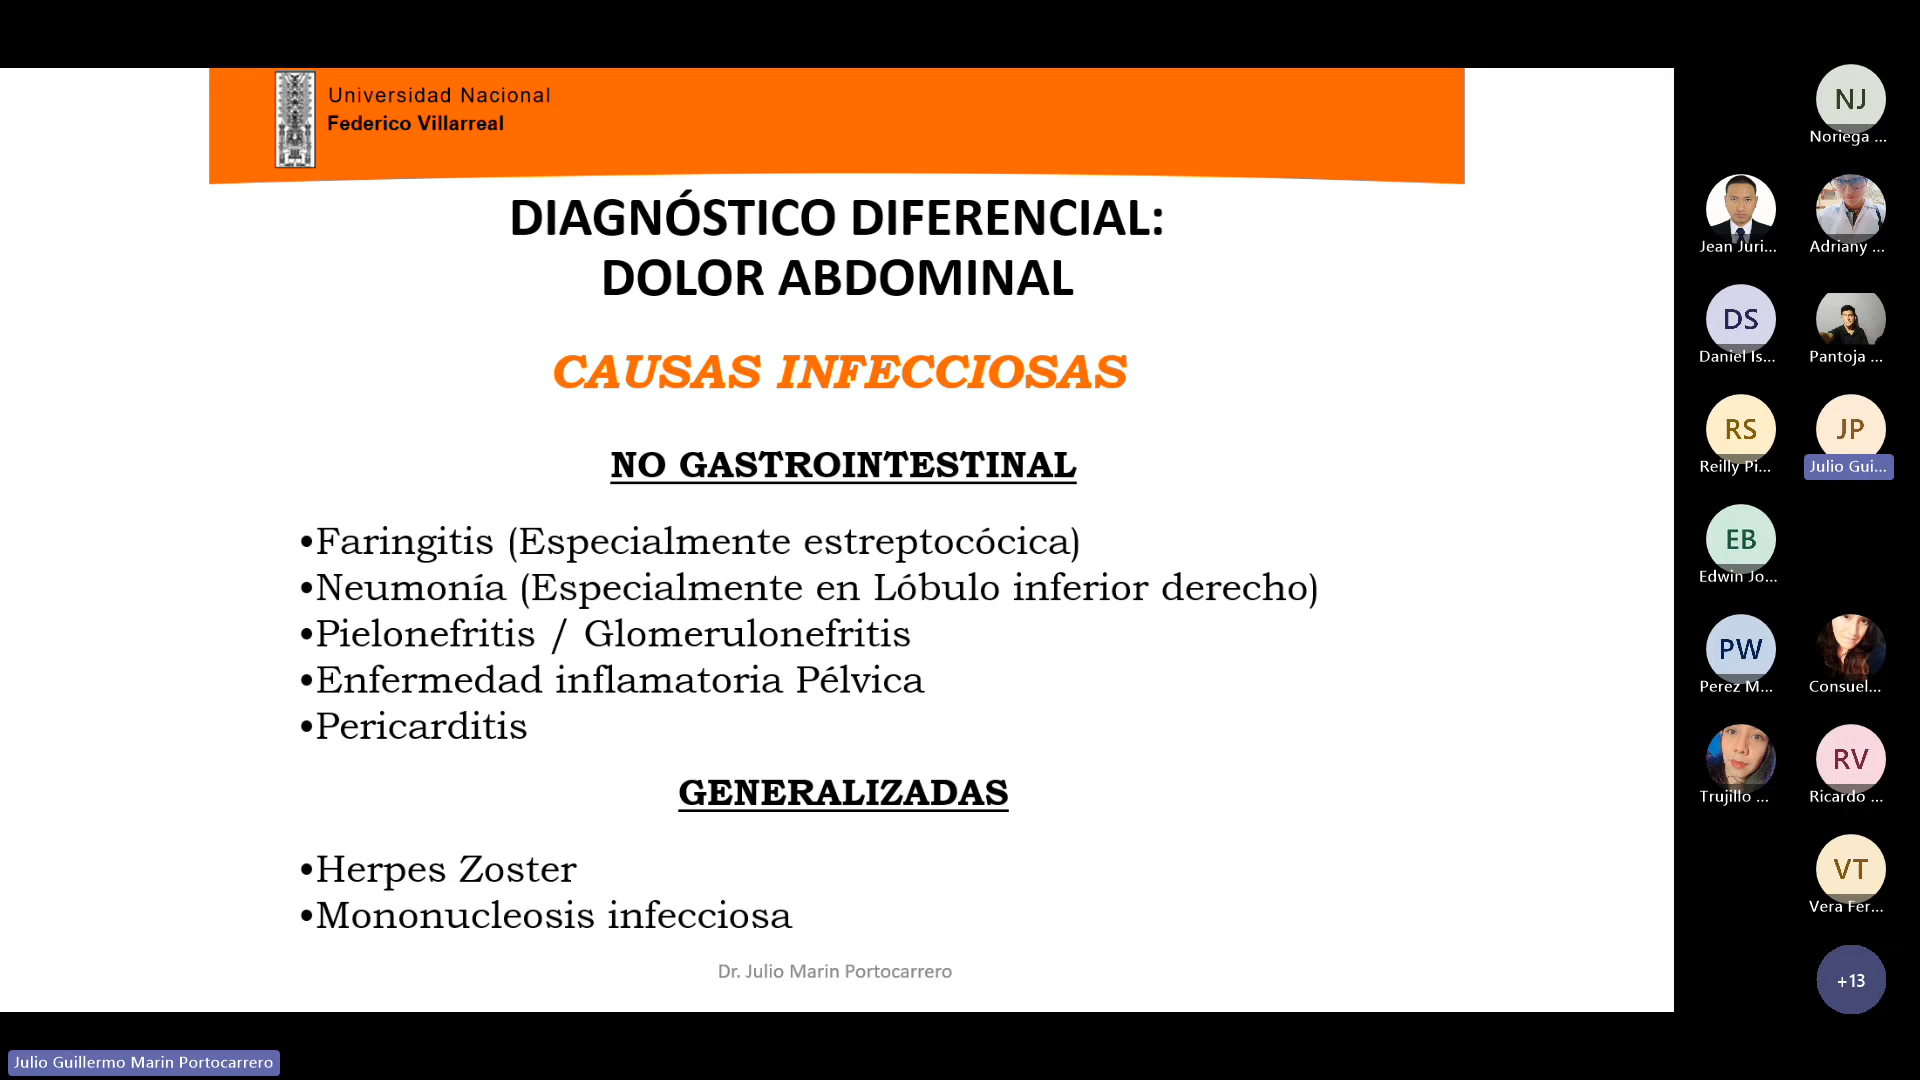 Universidad Nacional
Federico Villarreal
DIAGNÓSTICO DIFERENCIAL:
DOLOR ABDOMINAL
CAUSAS INFECCIOSAS
NO GASTROINTESTINAL
•Faringitis (Especialmente estreptocócica)
•Neumonía (Especialmente en Lóbulo inferior derecho)
•Pielonefritis / Glomerulonefritis
•Enfermedad inflamatoria Pélvica
•Pericarditis
GENERALIZADAS
•Herpes Zoster
•Mononucleosis infecciosa
Dr. Julio Marin Portocarrero
Julio Guillermo Marin Portocarrero
NJ
Noriega ...
Jean Juri...
Adriany ...
DS
Daniel Is...
Pantoja ...
RS
Reilly Pi...
JP
Julio Gui...
EB
Edwin Jo...
PW
Perez M...
Consuel...
Trujillo ...
RV
Ricardo ...
VT
Vera Fer...
+13